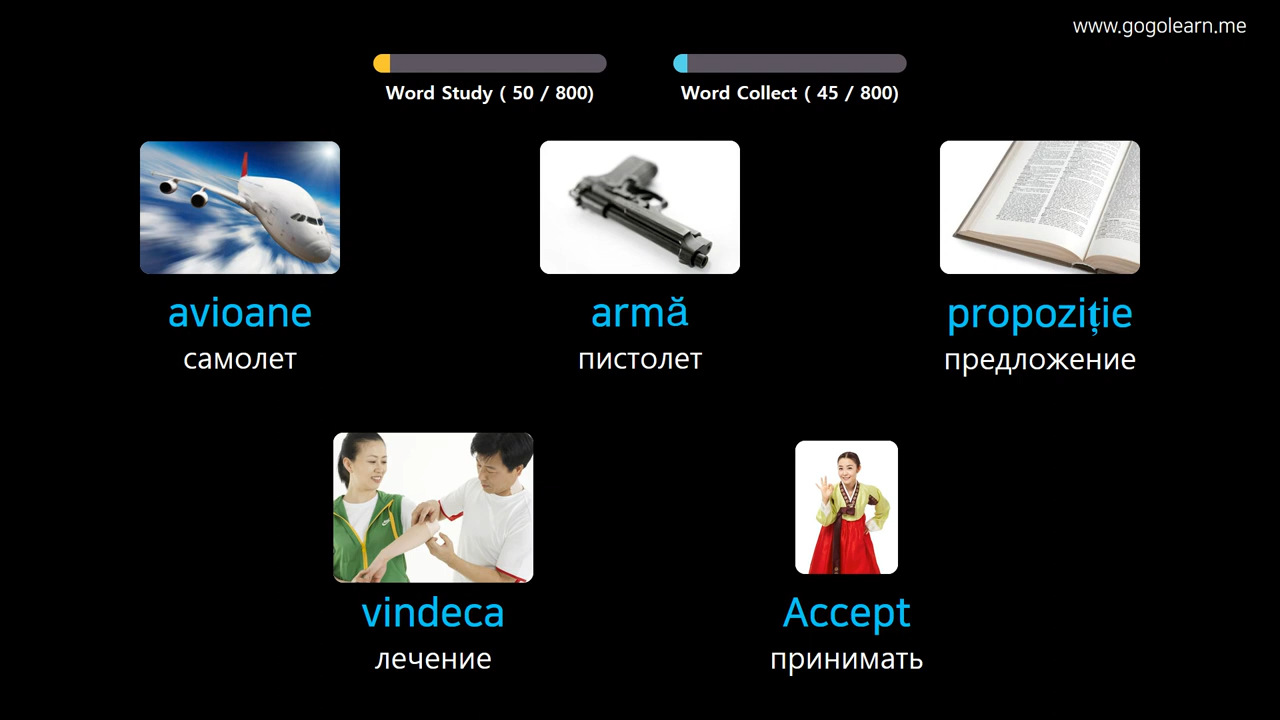 www.gogolearn.me
Word Study ( 50 / 800)
Word Collect ( 45 / 800)
avioane
самолет
armă
пистолет
propoziție
предложение
vindeca
лечение
Accept
принимать